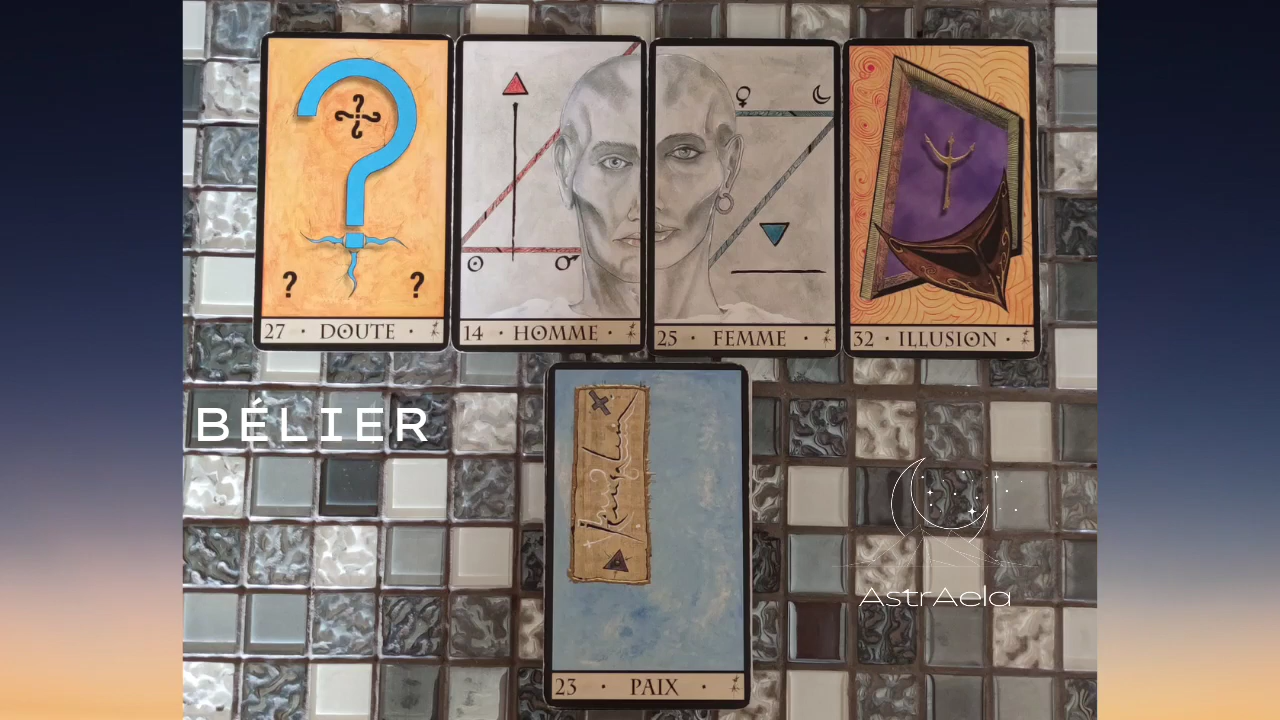 ?
? ?
27 · DOUTE ·
14 · HOMME ·
25 · FEMME ·
32 · ILLUSION ·
BÉLIER
AstrAela
23 · PAIX ·